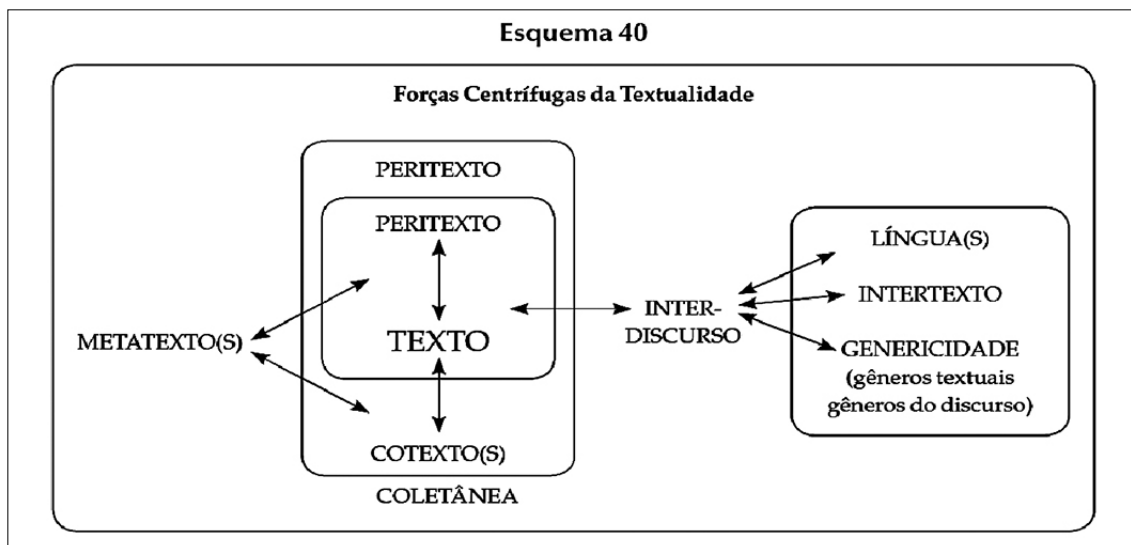 Esquema 40
Forças Centrífugas da Textualidade
PERITEXTO
PERITEXTO
TEXTO
COTEXTO(S)
COLETÂNEA
METATEXTO(S)
INTER-
DISCURSO
LÍNGUA(S)
INTERTEXTO
GENERICIDADE
(gêneros textuais
gêneros do discurso)